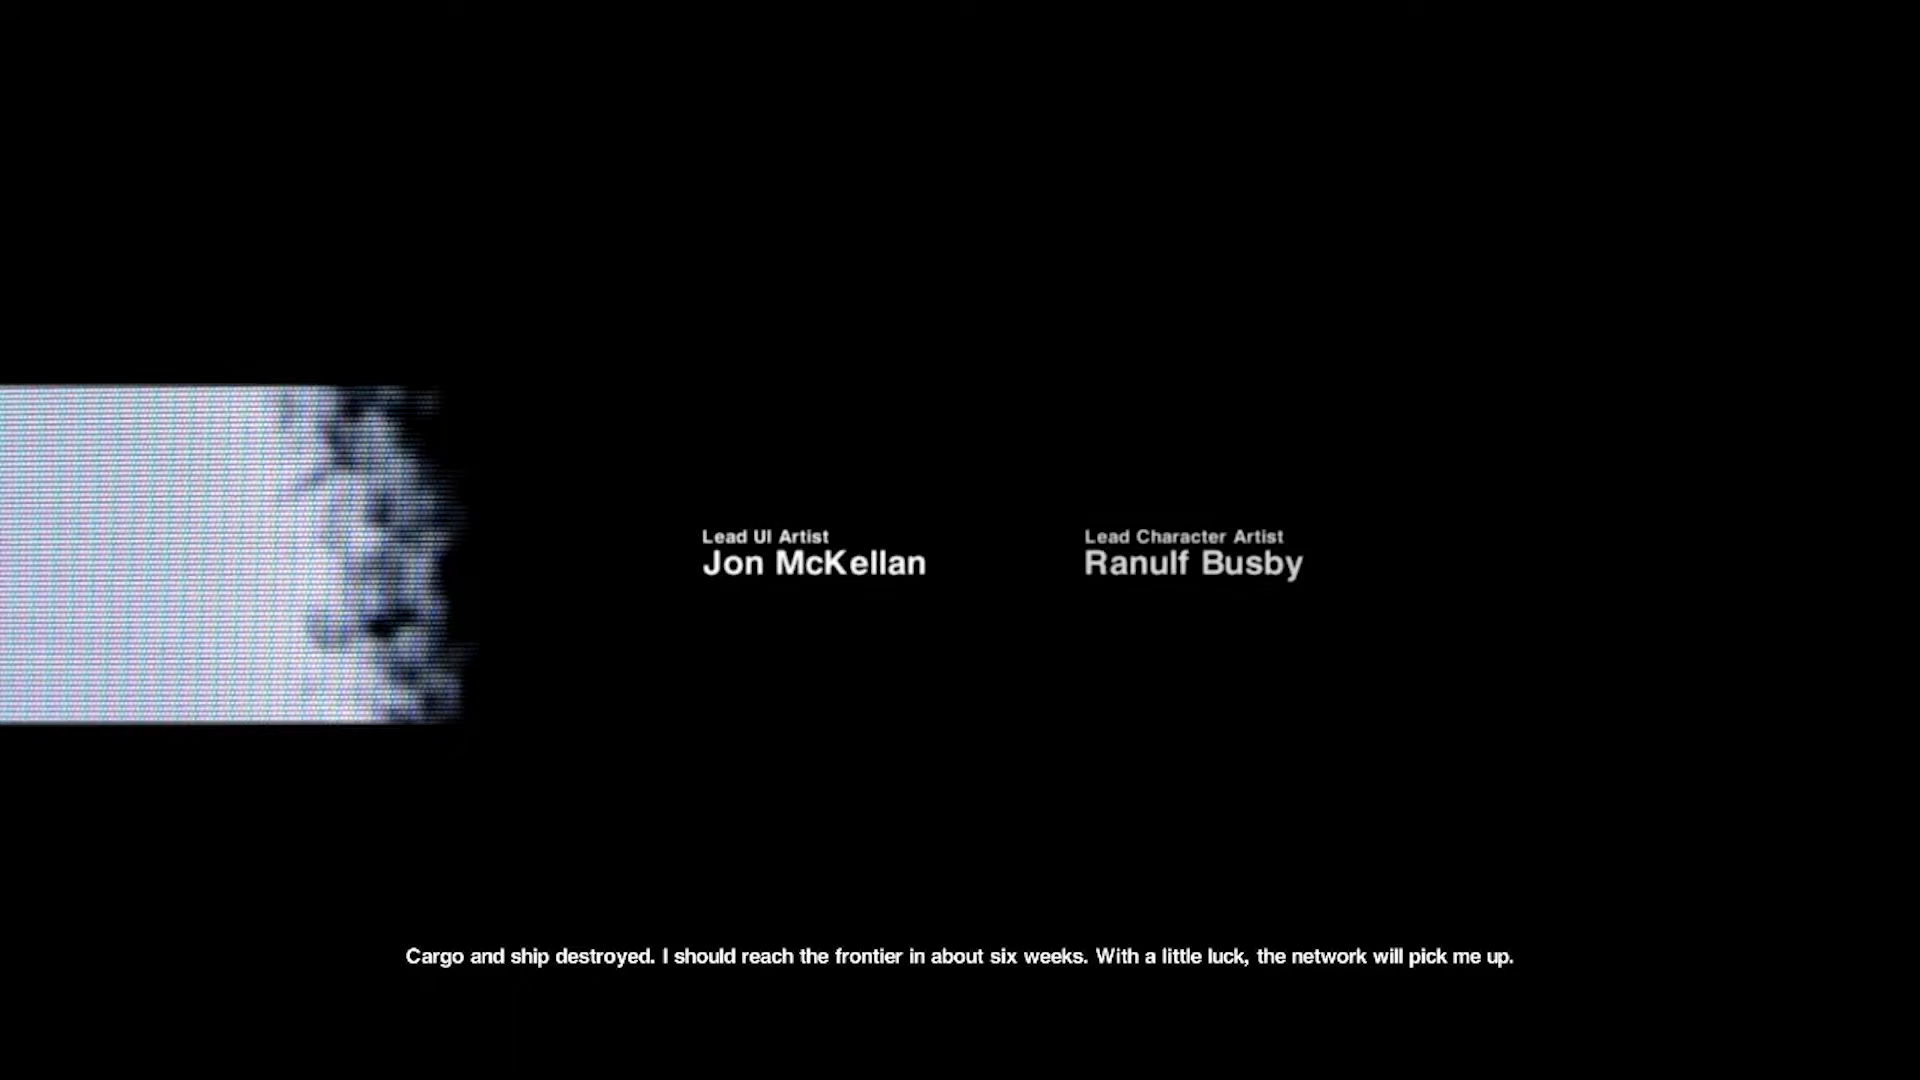 Lead UI Artist
Jon McKellan
Lead Character Artist
Ranulf Busby
Cargo and ship destroyed. I should reach the frontier in about six weeks. With a little luck, the network will pick me up.